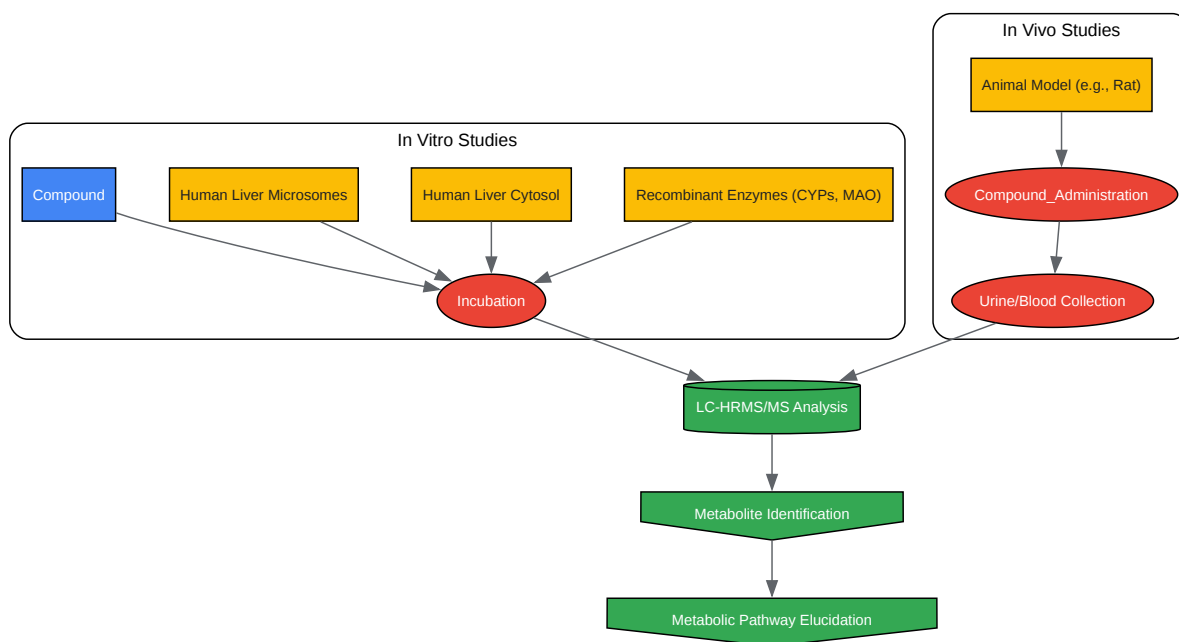 In Vivo Studies
Animal Model (e.g., Rat)
In Vitro Studies
Compound
Human Liver Microsomes
Human Liver Cytosol
Recombinant Enzymes (CYPs, MAO)
Compound_Administration
Incubation
Urine/Blood Collection
LC-HRMS/MS Analysis
Metabolite Identification
Metabolic Pathway Elucidation